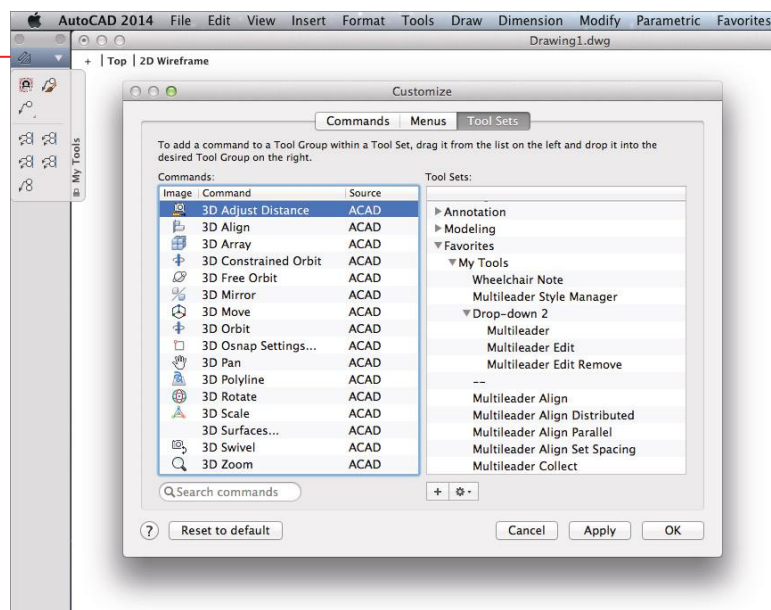 AutoCAD 2014 File Edit View Insert Format Tools Draw Dimension Modify Parametric Favorites
Drawing1.dwg
+ | Top | 2D Wireframe
My Tools
Customize
Commands Menus Tool Sets
To add a command to a Tool Group within a Tool Set, drag it from the list on the left and drop it into the
desired Tool Group on the right.
Commands: Tool Sets:
Image Command Source
3D Adjust Distance ACAD
3D Align ACAD
3D Array ACAD
3D Constrained Orbit ACAD
3D Free Orbit ACAD
3D Mirror ACAD
3D Move ACAD
3D Orbit ACAD
3D Osnap Settings... ACAD
3D Pan ACAD
3D Polyline ACAD
3D Rotate ACAD
3D Scale ACAD
3D Surfaces... ACAD
3D Swivel ACAD
3D Zoom ACAD
Annotation
Modeling
Favorites
My Tools
Wheelchair Note
Multileader Style Manager
Drop-down 2
Multileader
Multileader Edit
Multileader Edit Remove
--
Multileader Align
Multileader Align Distributed
Multileader Align Parallel
Multileader Align Set Spacing
Multileader Collect
Search commands
+
? Reset to default Cancel Apply OK